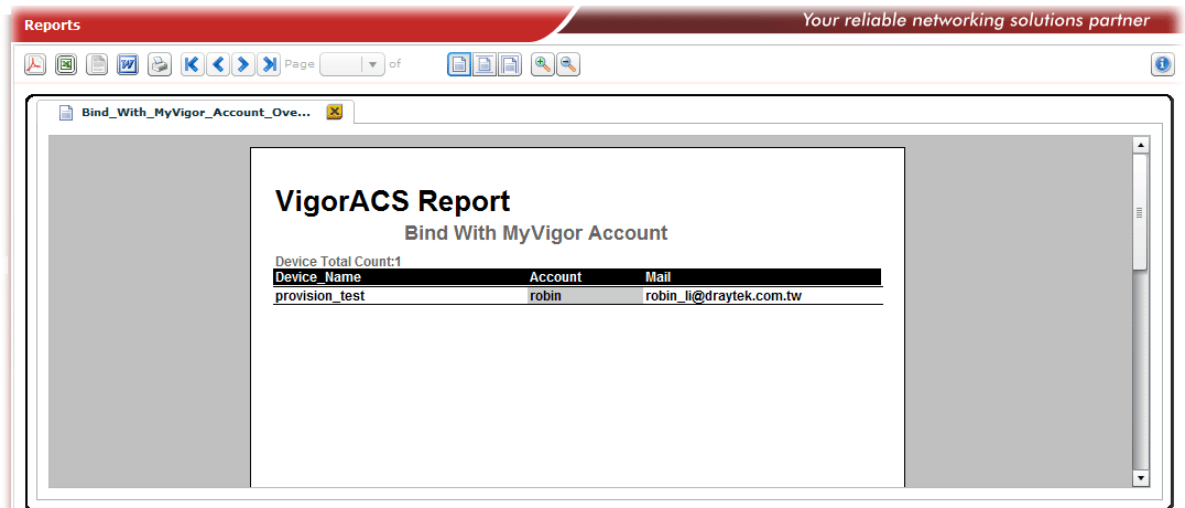 Reports
Your reliable networking solutions partner
Page of
Bind_With_MyVigor_Account_Ove...
VigorACS Report
Bind With MyVigor Account
Device Total Count:1
Device_Name Account Mail
provision_test robin robin_li@draytek.com.tw